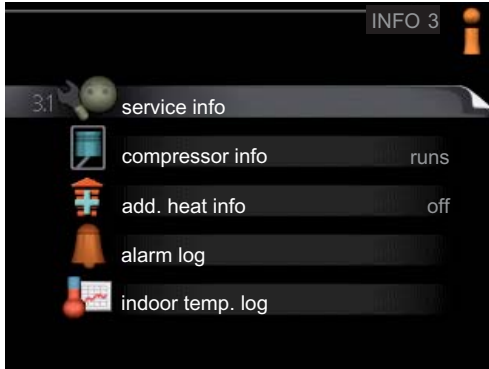 INFO 3
3.1 service info
compressor info runs
add. heat info off
alarm log
indoor temp. log